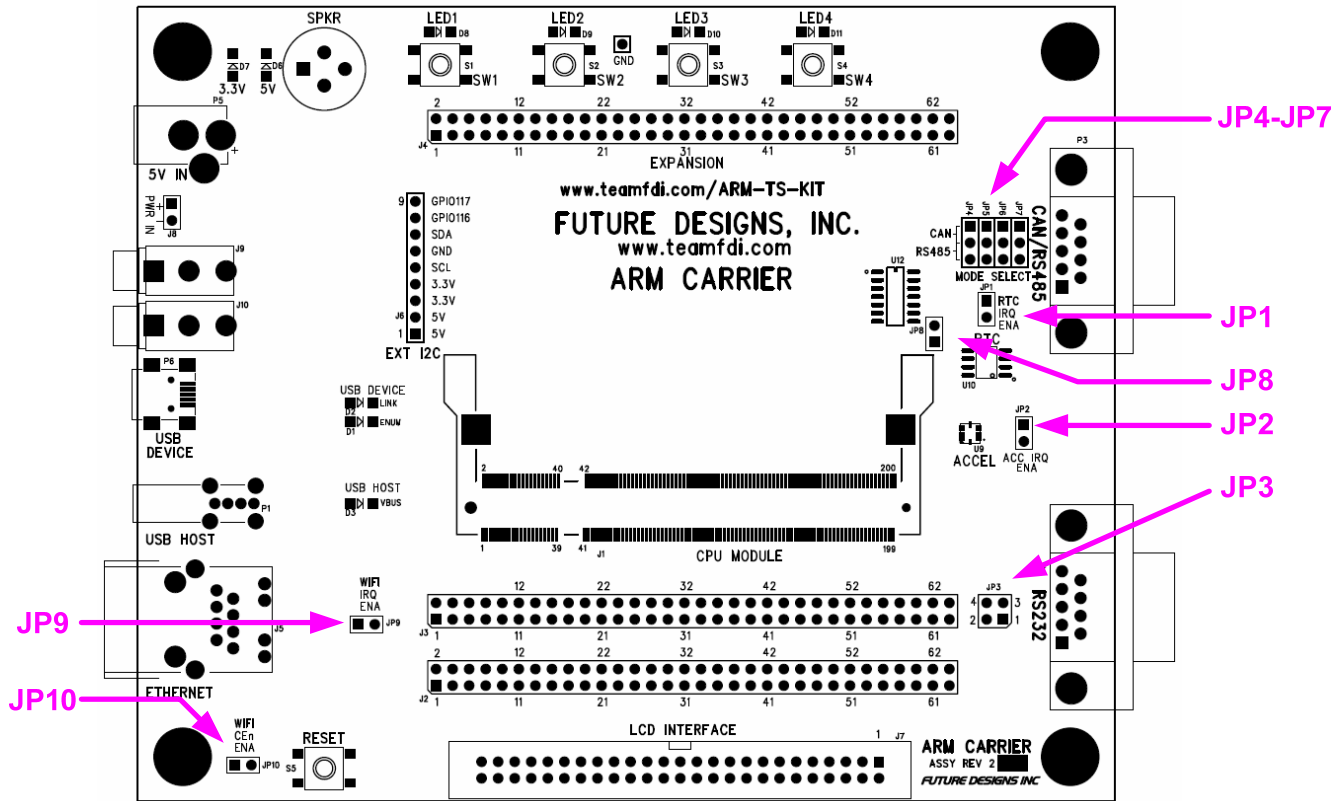 SPKR
LED1
LED2
LED3
LED4
D8
D9
D10
D11
D7
D6
3.3V
5V
GND
S1
SW1
S2
SW2
S3
SW3
S4
SW4
P5
+
5V IN
2 12 22 32 42 52 62
J4
1 11 21 31 41 51 61
EXPANSION
JP4-JP7
P3
www.teamfdi.com/ARM-TS-KIT
FUTURE DESIGNS, INC.
www.teamfdi.com
ARM CARRIER
PWR IN
+
-
J8
9 GPIO117
GPIO116
SDA
GND
SCL
3.3V
3.3V
J6 5V
1 5V
EXT I2C
JP4 JP5 JP6 JP7
CAN
RS485
MODE SELECT
CAN/RS485
J9
J10
U12
JP1
RTC
IRQ
ENA
JP1
JP8
RTC
U10
JP8
P6
USB
DEVICE
USB DEVICE
LINK
D2
ENUM
D1
JP2
JP2
U9
ACCEL
ACC IRQ
ENA
2 40 42 200
USB HOST
VBUS
D3
P1
USB HOST
1 39 41 J1 199
CPU MODULE
JP3
JP3
4 3
2 1
RS232
WIFI
IRQ
ENA
JP9
JP9
J5
ETHERNET
12 22 32 42 52 62
J3
1 11 21 31 41 51 61
2 12 22 32 42 52 62
J2
1 11 21 31 41 51 61
JP10
WIFI
CEn
ENA
JP10
RESET
S5
LCD INTERFACE
1 J7
ARM CARRIER
ASSY REV 2
FUTURE DESIGNS INC